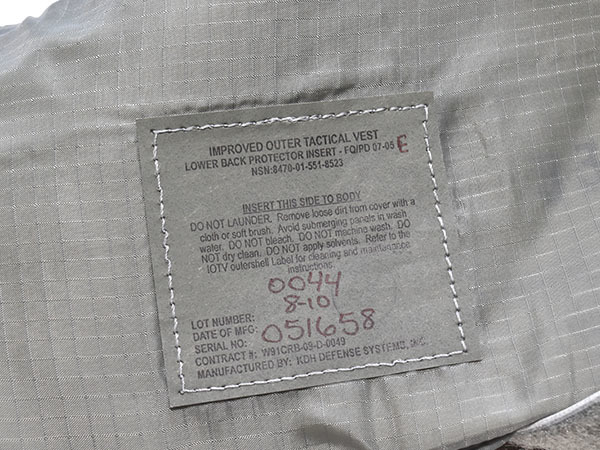 IMPROVED OUTER TACTICAL VEST
LOWER BACK PROTECTOR INSERT - FQ/PD 07-05 E
NSN:8470-01-551-8523
INSERT THIS SIDE TO BODY
DO NOT LAUNDER. Remove loose dirt from cover with a
cloth or soft brush. Avoid submerging panels in wash
water. DO NOT bleach. DO NOT machine wash. DO
NOT dry clean. DO NOT apply solvents. Refer to the
IOTV outershell Label for cleaning and maintenance
instructions.
LOT NUMBER: 0044
DATE OF MFG: 8-10
SERIAL NO: 051658
CONTRACT #: W91CRB-09-D-0049
MANUFACTURED BY: KDH DEFENSE SYSTEMS, INC.